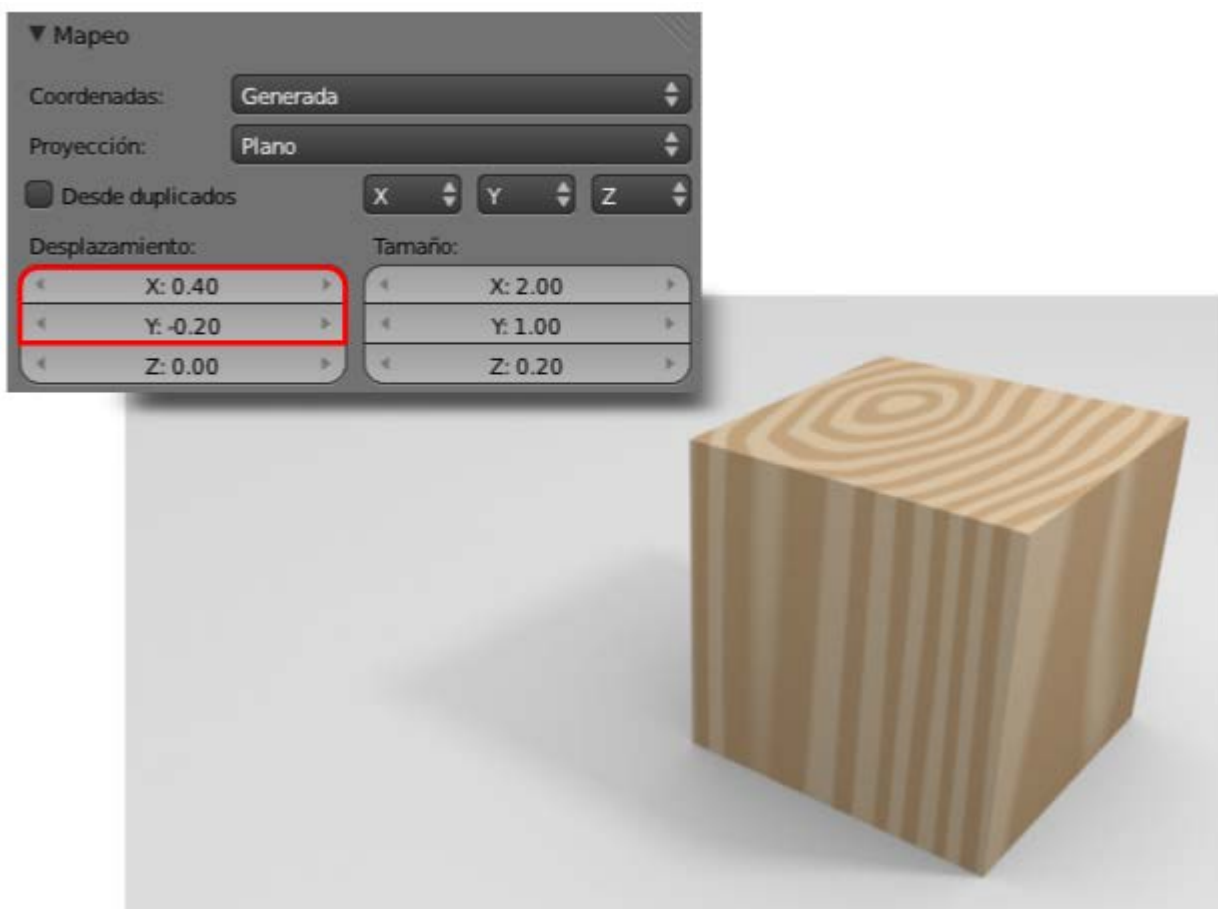 Mapeo
Coordenadas: Generada
Proyección: Plano
Desde duplicados X Y Z
Desplazamiento: Tamaño:
X: 0.40 X: 2.00
Y: -0.20 Y: 1.00
Z: 0.00 Z: 0.20